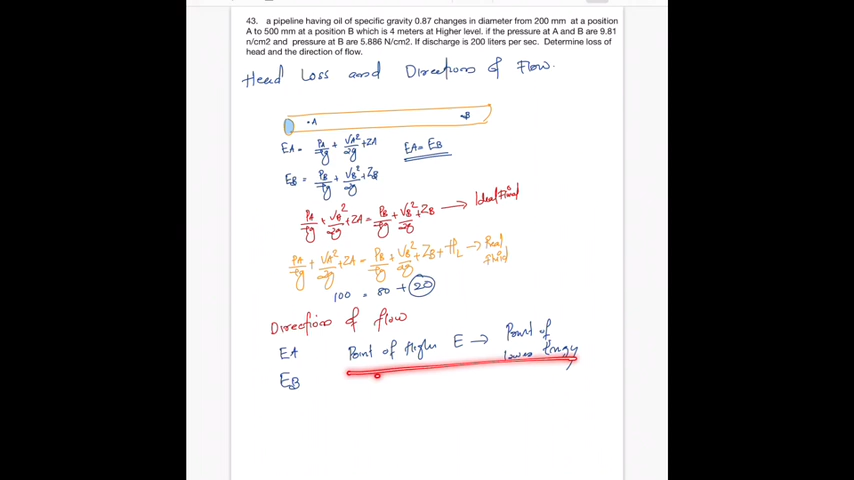 43. a pipeline having oil of specific gravity 0.87 changes in diameter from 200 mm at a position
A to 500 mm at a position B which is 4 meters at Higher level. if the pressure at A and B are 9.81
n/cm2 and pressure at B are 5.886 N/cm2. If discharge is 200 liters per sec. Determine loss of
head and the direction of flow.
Head Loss and Directions of Flow.
.A B
EA = PA/ρg + VA²/2g + ZA EA = EB
EB = PB/ρg + VB²/2g + ZB
PA/ρg + VA²/2g + ZA = PB/ρg + VB²/2g + ZB → Ideal Fluid
PA/ρg + VA²/2g + ZA = PB/ρg + VB²/2g + ZB + HL → Real fluid
100 = 80 + 20
Directions of flow
EA Point of Higher E → Point of
lower Enrgy
EB